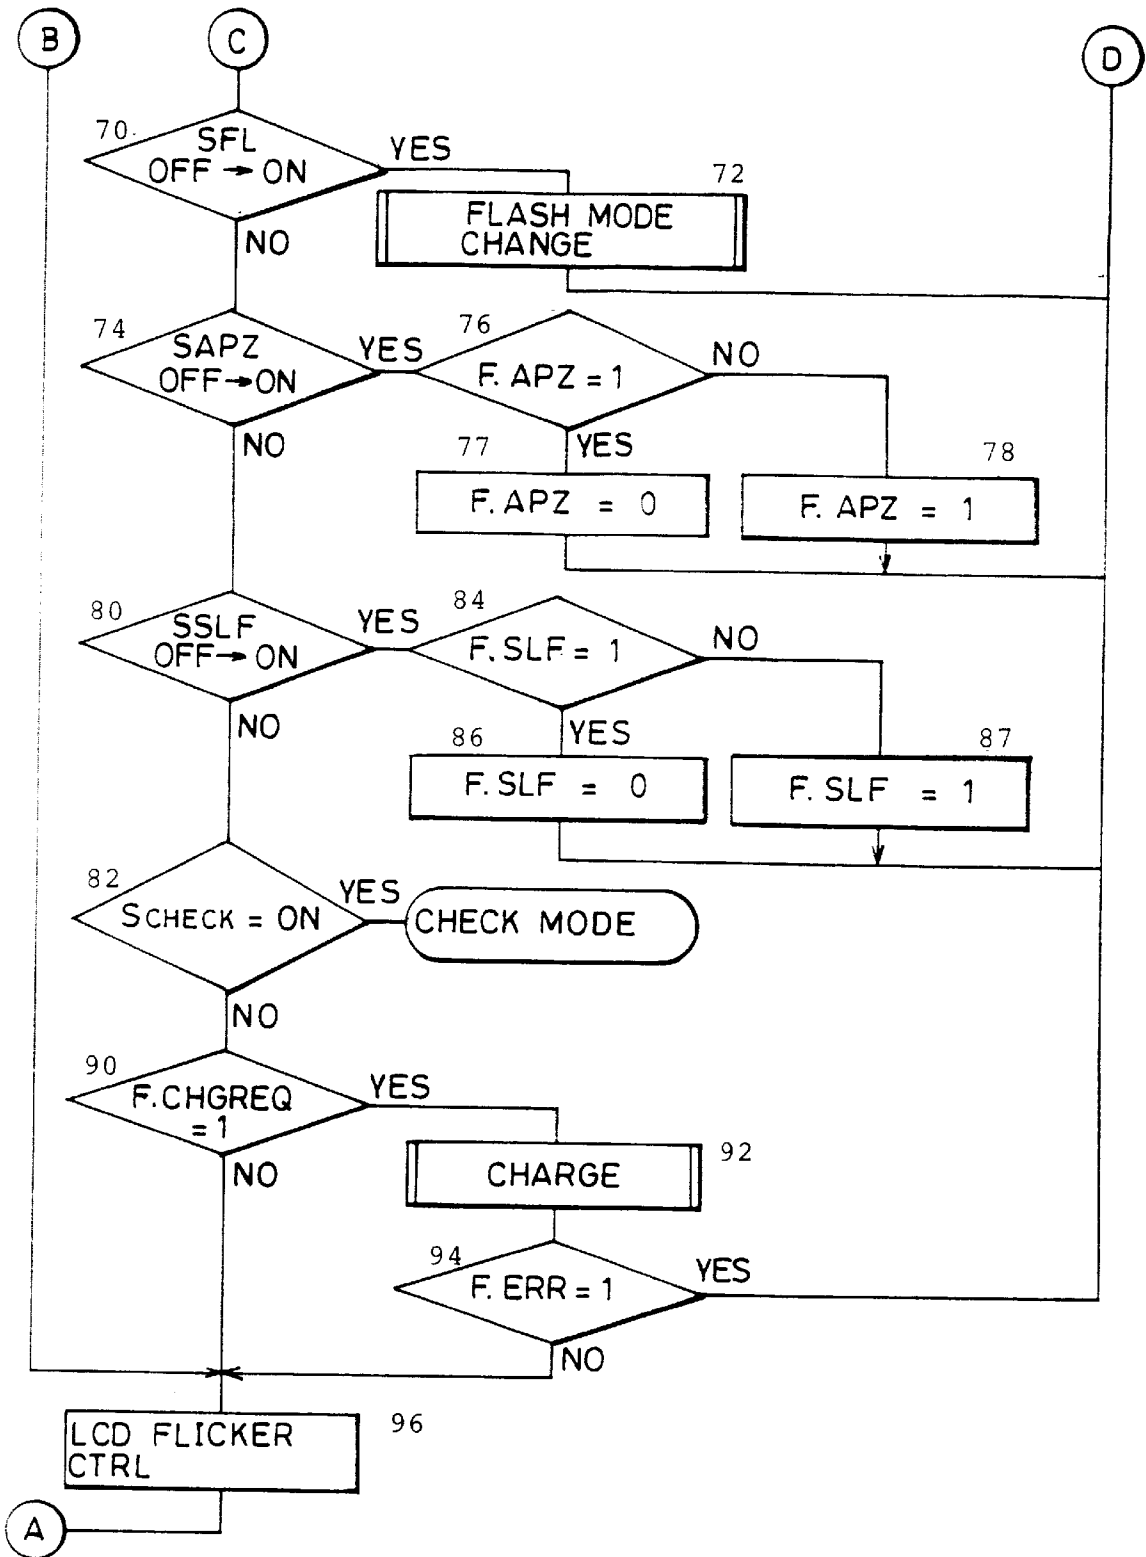 B
C
D
70
SFL
OFF → ON
YES
NO
72
FLASH MODE
CHANGE
74
SAPZ
OFF → ON
YES
NO
76
F. APZ = 1
NO
YES
77
F. APZ = 0
78
F. APZ = 1
80
SSLF
OFF → ON
YES
NO
84
F. SLF = 1
NO
YES
86
F. SLF = 0
87
F. SLF = 1
82
SCHECK = ON
YES
NO
CHECK MODE
90
F. CHGREQ
= 1
YES
NO
CHARGE
92
94
F. ERR = 1
YES
NO
LCD FLICKER
CTRL
96
A